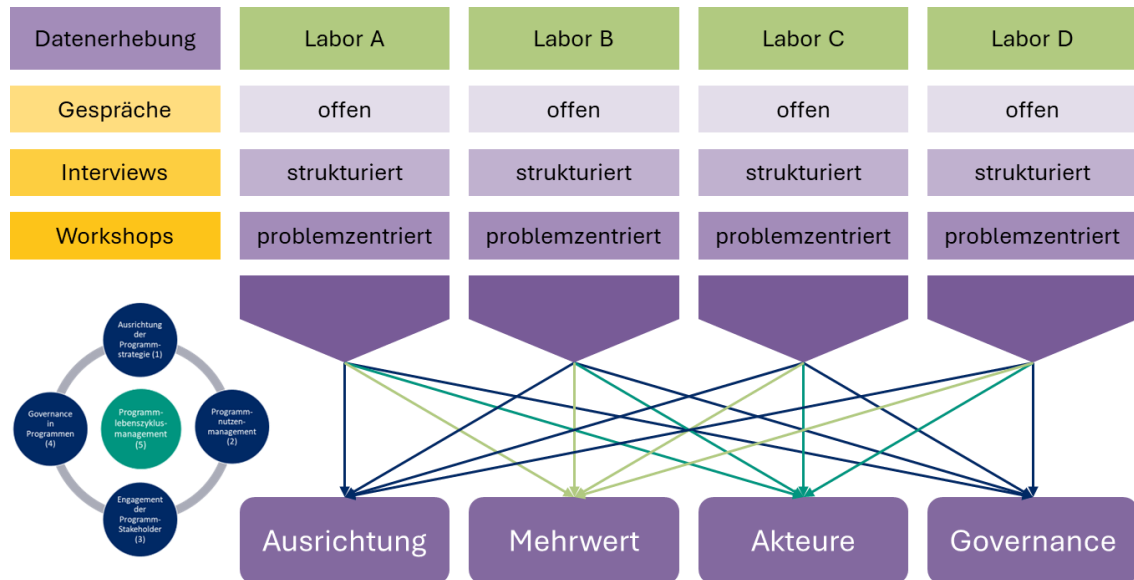 Datenerhebung Labor A Labor B Labor C Labor D
Gespräche offen offen offen offen
Interviews strukturiert strukturiert strukturiert strukturiert
Workshops problemzentriert problemzentriert problemzentriert problemzentriert
Ausrichtung
der
Programm-
strategie (1)
Governance
in
Programmen
(4)
Programm-
lebenszyklus-
management
(5)
Programm-
nutzen-
management
(2)
Engagement
der
Programm-
Stakeholder
(3)
Ausrichtung Mehrwert Akteure Governance